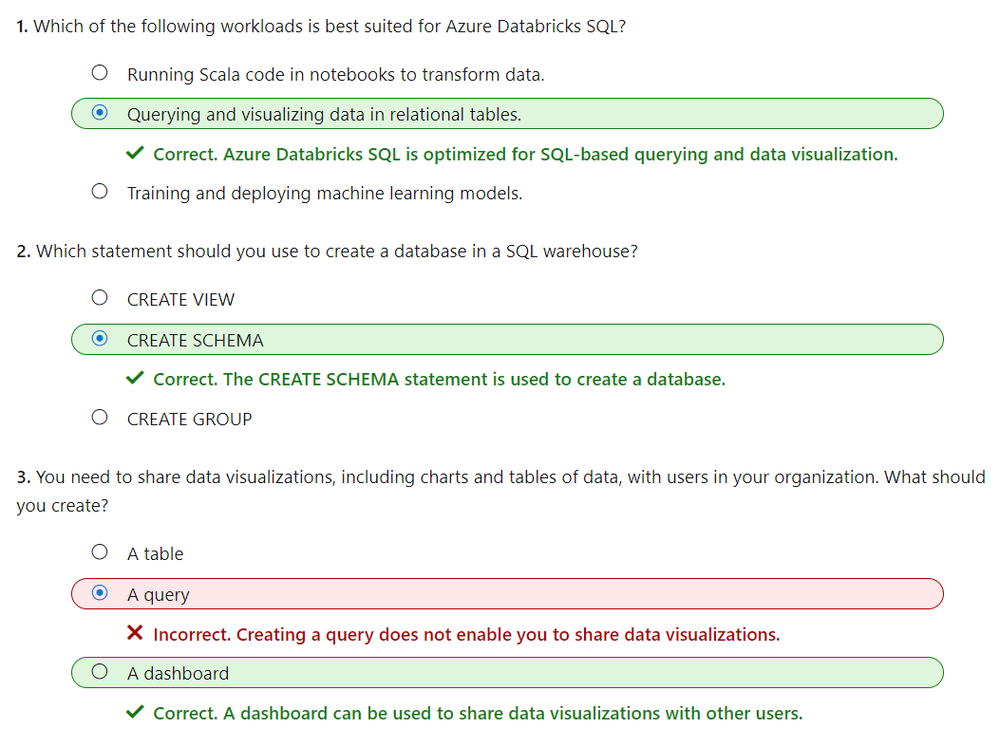 1. Which of the following workloads is best suited for Azure Databricks SQL?
Running Scala code in notebooks to transform data.
Querying and visualizing data in relational tables.
Correct. Azure Databricks SQL is optimized for SQL-based querying and data visualization.
Training and deploying machine learning models.
2. Which statement should you use to create a database in a SQL warehouse?
CREATE VIEW
CREATE SCHEMA
Correct. The CREATE SCHEMA statement is used to create a database.
CREATE GROUP
3. You need to share data visualizations, including charts and tables of data, with users in your organization. What should
you create?
A table
A query
Incorrect. Creating a query does not enable you to share data visualizations.
A dashboard
Correct. A dashboard can be used to share data visualizations with other users.